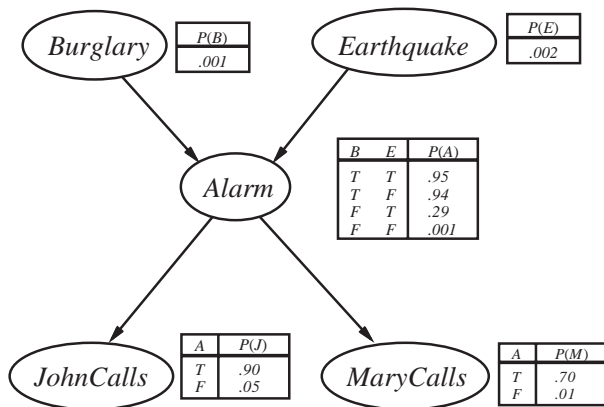 Burglary
P(B)
.001
Earthquake
P(E)
.002
Alarm
B E P(A)
T T .95
T F .94
F T .29
F F .001
JohnCalls
A P(J)
T .90
F .05
MaryCalls
A P(M)
T .70
F .01